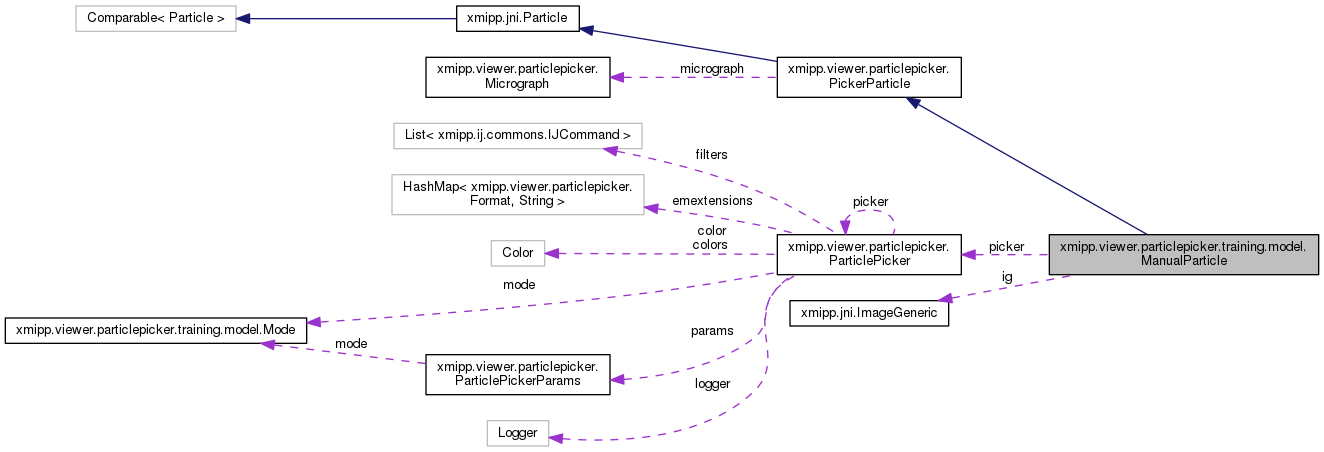 Comparable< Particle >
xmipp.jni.Particle
xmipp.viewer.particlepicker.
Micrograph
micrograph
xmipp.viewer.particlepicker.
PickerParticle
List< xmipp.ij.commons.IJCommand >
filters
HashMap< xmipp.viewer.particlepicker.
Format, String >
emextensions
picker
Color
color
colors
xmipp.viewer.particlepicker.
ParticlePicker
picker
xmipp.viewer.particlepicker.training.model.
ManualParticle
mode
ig
xmipp.jni.ImageGeneric
xmipp.viewer.particlepicker.training.model.Mode
mode
params
xmipp.viewer.particlepicker.
ParticlePickerParams
logger
Logger